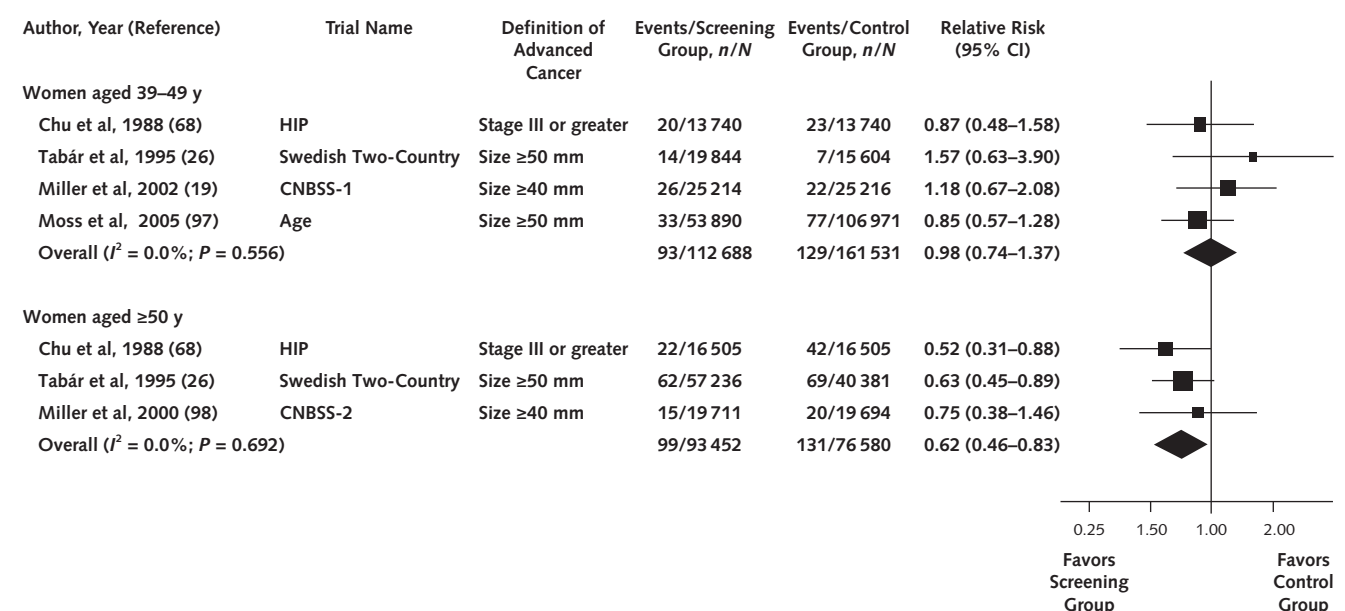 Author, Year (Reference) Trial Name Definition of Events/Screening Events/Control Relative Risk
Advanced Group, n/N Group, n/N (95% CI)
Cancer
Women aged 39–49 y
Chu et al, 1988 (68) HIP Stage III or greater 20/13 740 23/13 740 0.87 (0.48–1.58)
Tabár et al, 1995 (26) Swedish Two-Country Size ≥50 mm 14/19 844 7/15 604 1.57 (0.63–3.90)
Miller et al, 2002 (19) CNBSS-1 Size ≥40 mm 26/25 214 22/25 216 1.18 (0.67–2.08)
Moss et al, 2005 (97) Age Size ≥50 mm 33/53 890 77/106 971 0.85 (0.57–1.28)
Overall (I² = 0.0%; P = 0.556) 93/112 688 129/161 531 0.98 (0.74–1.37)
Women aged ≥50 y
Chu et al, 1988 (68) HIP Stage III or greater 22/16 505 42/16 505 0.52 (0.31–0.88)
Tabár et al, 1995 (26) Swedish Two-Country Size ≥50 mm 62/57 236 69/40 381 0.63 (0.45–0.89)
Miller et al, 2000 (98) CNBSS-2 Size ≥40 mm 15/19 711 20/19 694 0.75 (0.38–1.46)
Overall (I² = 0.0%; P = 0.692) 99/93 452 131/76 580 0.62 (0.46–0.83)
0.25 1.50 1.00 2.00
Favors Favors
Screening Control
Group Group